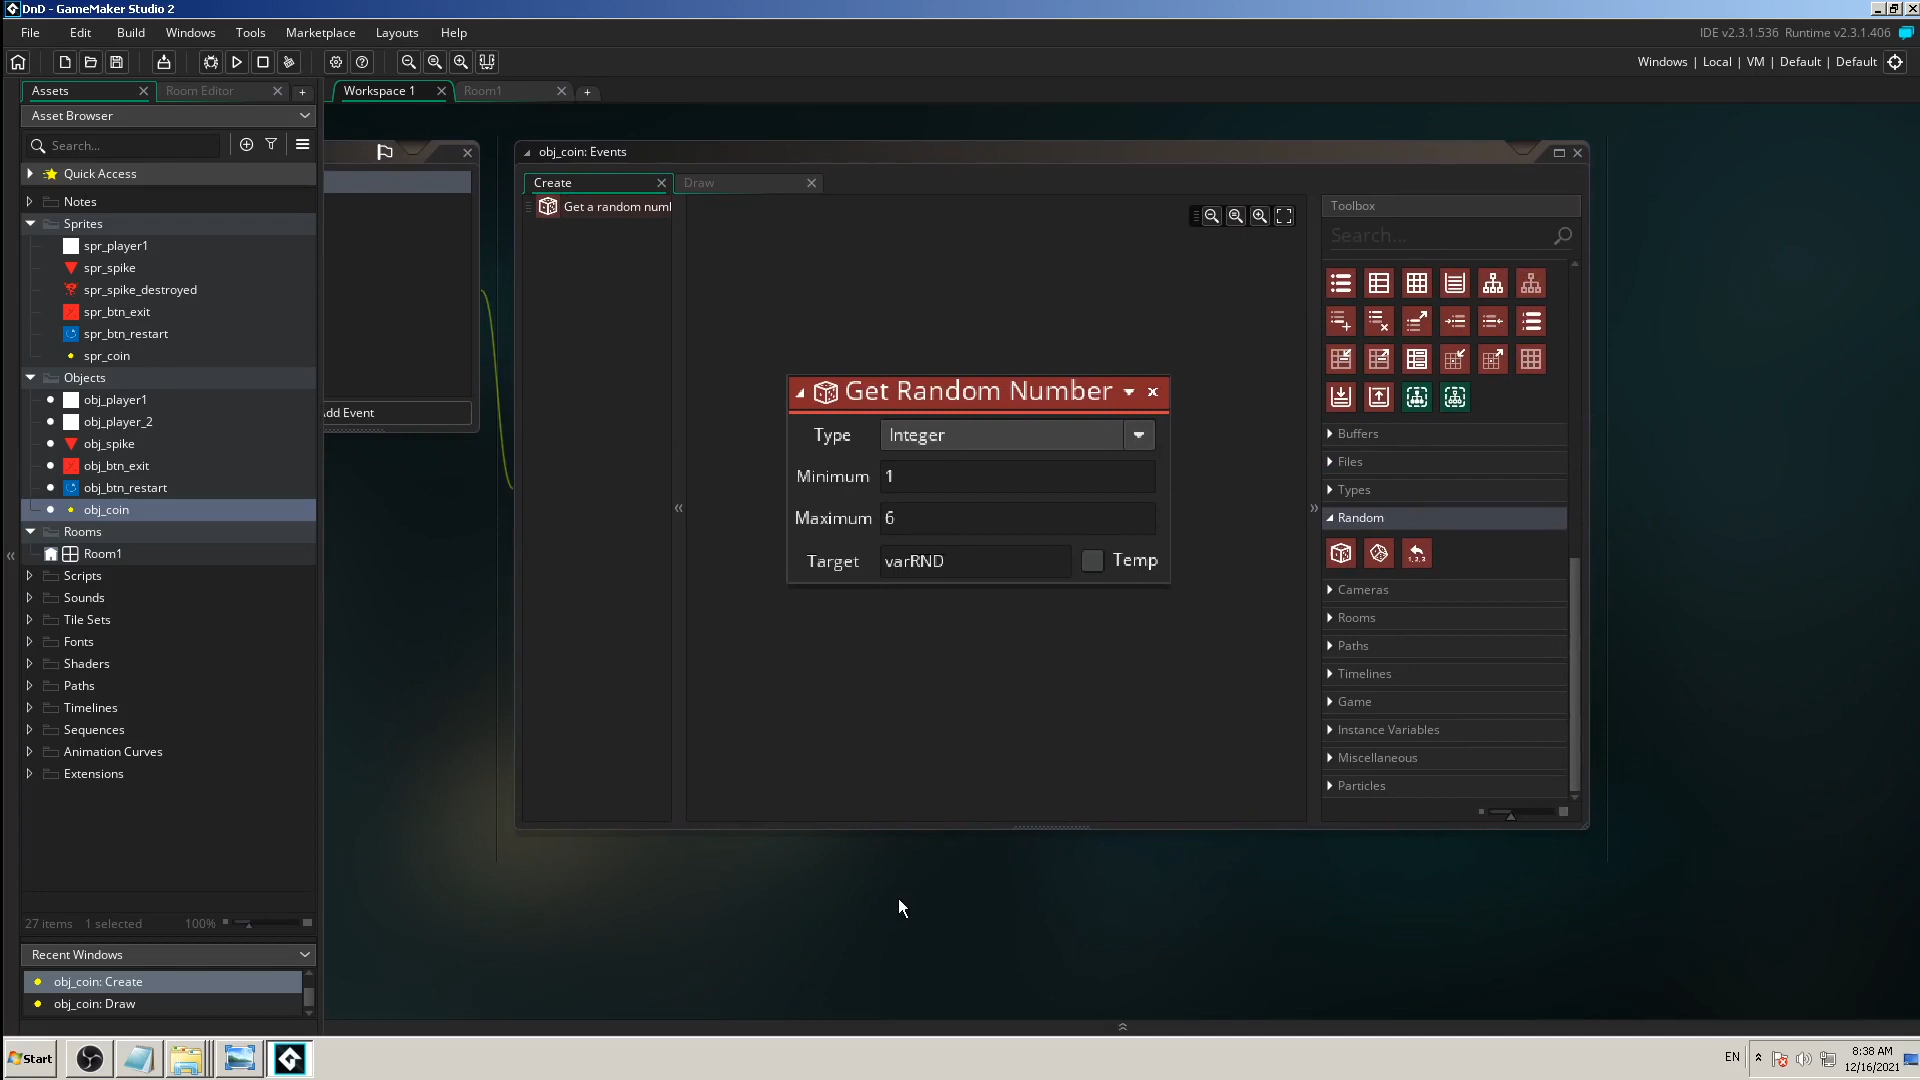 DnD - GameMaker Studio 2
File Edit Build Windows Tools Marketplace Layouts Help
IDE v2.3.1.536 Runtime v2.3.1.406
Windows | Local | VM | Default | Default
Assets
Room Editor
Workspace 1
Room1
Asset Browser
Search...
Quick Access
Notes
Sprites
spr_player1
spr_spike
spr_spike_destroyed
spr_btn_exit
spr_btn_restart
spr_coin
Objects
obj_player1
obj_player_2
obj_spike
obj_btn_exit
obj_btn_restart
obj_coin
Rooms
Room1
Scripts
Sounds
Tile Sets
Fonts
Shaders
Paths
Timelines
Sequences
Animation Curves
Extensions
27 items 1 selected 100%
Recent Windows
obj_coin: Create
obj_coin: Draw
dd Event
obj_coin: Events
Create
Draw
Get a random numl
Get Random Number
Type Integer
Minimum 1
Maximum 6
Target varRND Temp
Toolbox
Search...
Buffers
Files
Types
Random
1,2,3
Cameras
Rooms
Paths
Timelines
Game
Instance Variables
Miscellaneous
Particles
Start
EN
8:38 AM
12/16/2021